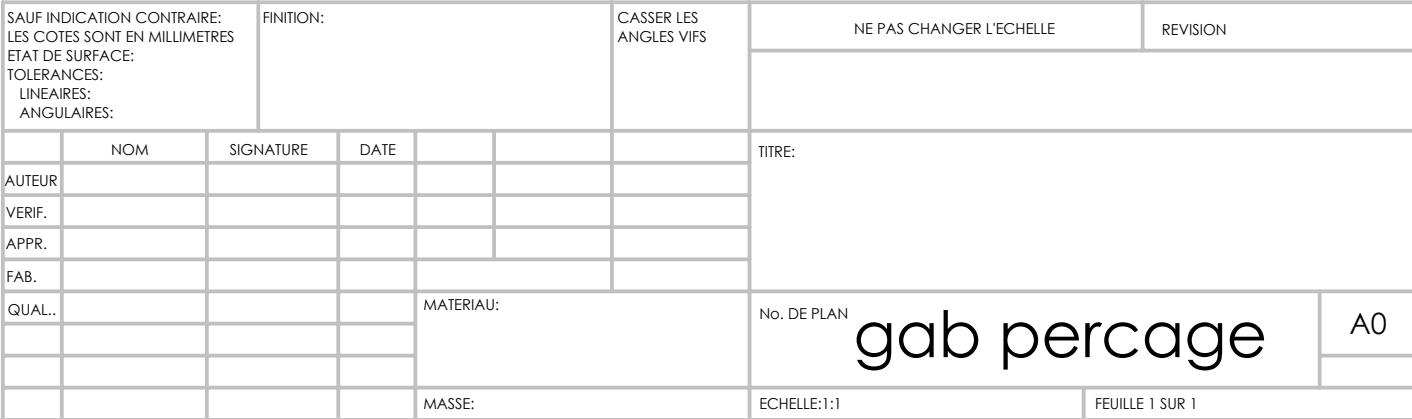 SAUF INDICATION CONTRAIRE:
LES COTES SONT EN MILLIMETRES
ETAT DE SURFACE:
TOLERANCES:
LINEAIRES:
ANGULAIRES:
FINITION:
CASSER LES
ANGLES VIFS
NE PAS CHANGER L'ECHELLE
REVISION
NOM
SIGNATURE
DATE
TITRE:
AUTEUR
VERIF.
APPR.
FAB.
QUAL..
MATERIAU:
No. DE PLAN
gab percage
A0
MASSE:
ECHELLE:1:1
FEUILLE 1 SUR 1